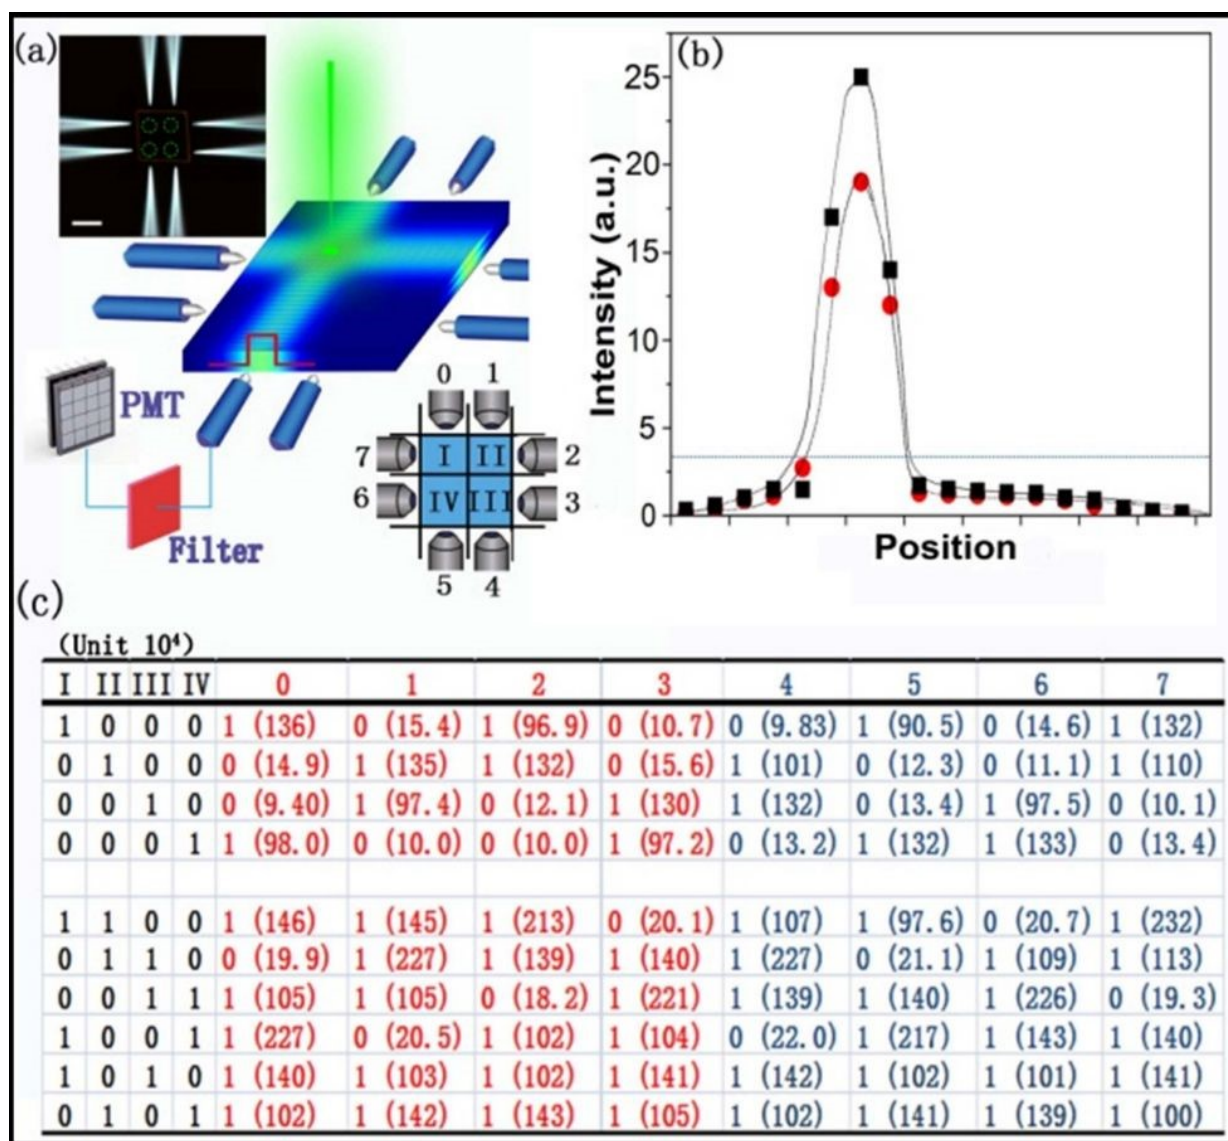 (a)
PMT
Filter
0 1
7 I II 2
6 IV III 3
5 4
(b)
Intensity (a.u.)
25
20
15
10
5
0
Position
(c)
(Unit 10⁴)
I II III IV 0 1 2 3 4 5 6 7
1 0 0 0 1 (136) 0 (15.4) 1 (96.9) 0 (10.7) 0 (9.83) 1 (90.5) 0 (14.6) 1 (132)
0 1 0 0 0 (14.9) 1 (135) 1 (132) 0 (15.6) 1 (101) 0 (12.3) 0 (11.1) 1 (110)
0 0 1 0 0 (9.40) 1 (97.4) 0 (12.1) 1 (130) 1 (132) 0 (13.4) 1 (97.5) 0 (10.1)
0 0 0 1 1 (98.0) 0 (10.0) 0 (10.0) 1 (97.2) 0 (13.2) 1 (132) 1 (133) 0 (13.4)
1 1 0 0 1 (146) 1 (145) 1 (213) 0 (20.1) 1 (107) 1 (97.6) 0 (20.7) 1 (232)
0 1 1 0 0 (19.9) 1 (227) 1 (139) 1 (140) 1 (227) 0 (21.1) 1 (109) 1 (113)
0 0 1 1 1 (105) 1 (105) 0 (18.2) 1 (221) 1 (139) 1 (140) 1 (226) 0 (19.3)
1 0 0 1 1 (227) 0 (20.5) 1 (102) 1 (104) 0 (22.0) 1 (217) 1 (143) 1 (140)
1 0 1 0 1 (140) 1 (103) 1 (102) 1 (141) 1 (142) 1 (102) 1 (101) 1 (141)
0 1 0 1 1 (102) 1 (142) 1 (143) 1 (105) 1 (102) 1 (141) 1 (139) 1 (100)